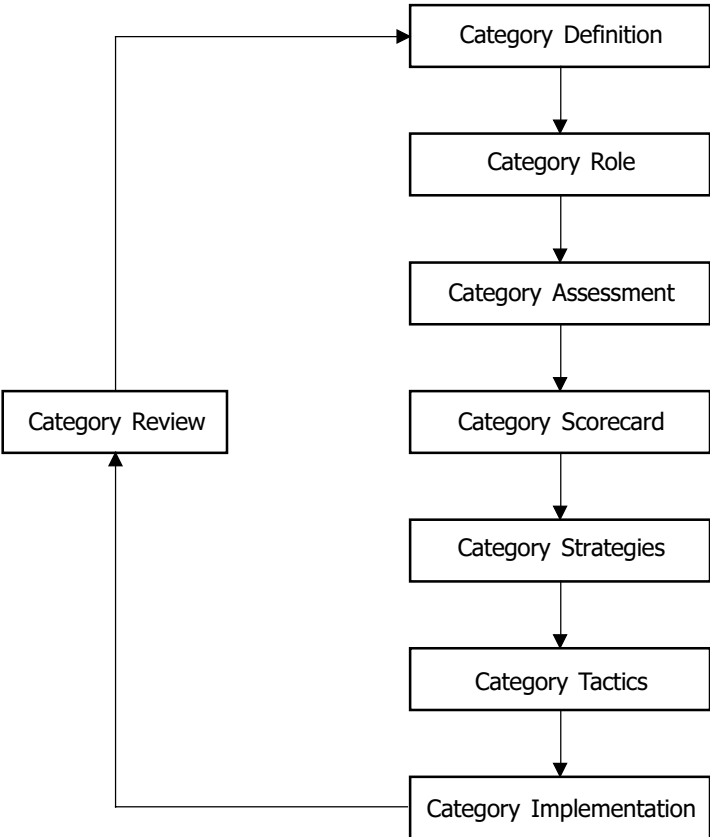 Category Definition
Category Role
Category Assessment
Category Scorecard
Category Review
Category Strategies
Category Tactics
Category Implementation